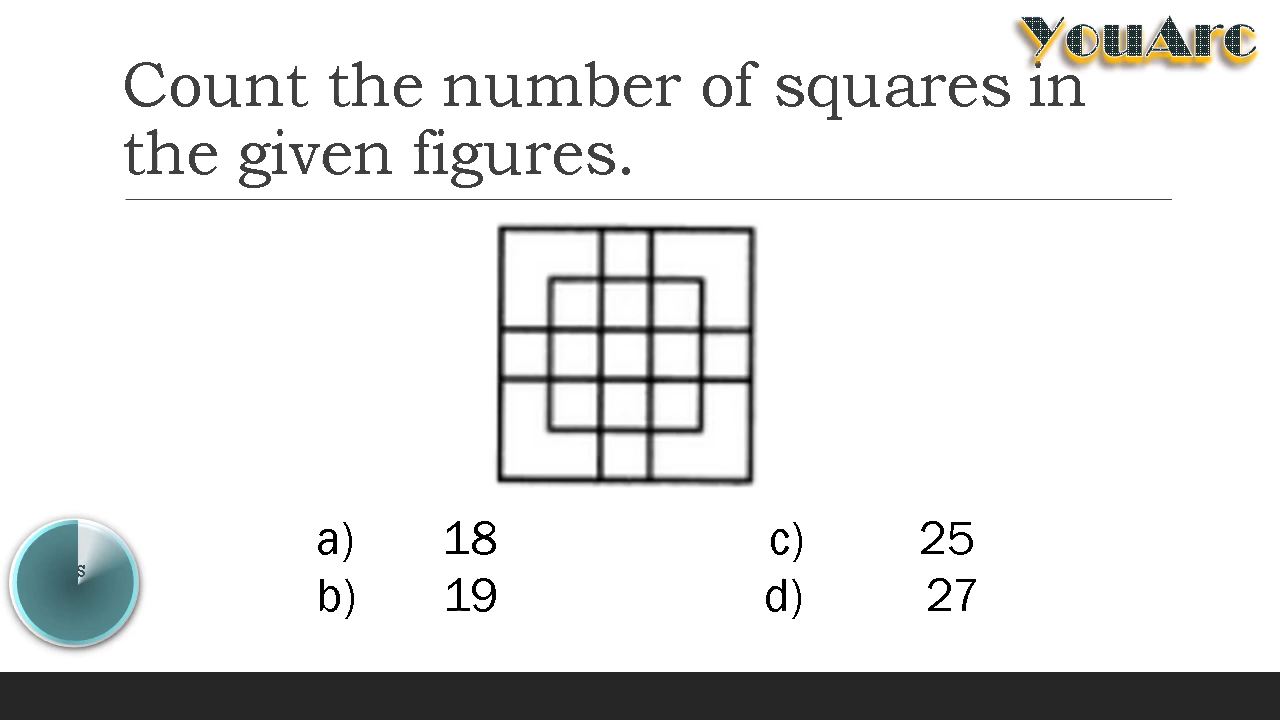 YouArc
Count the number of squares in
the given figures.
a) 18 c) 25
b) 19 d) 27
s